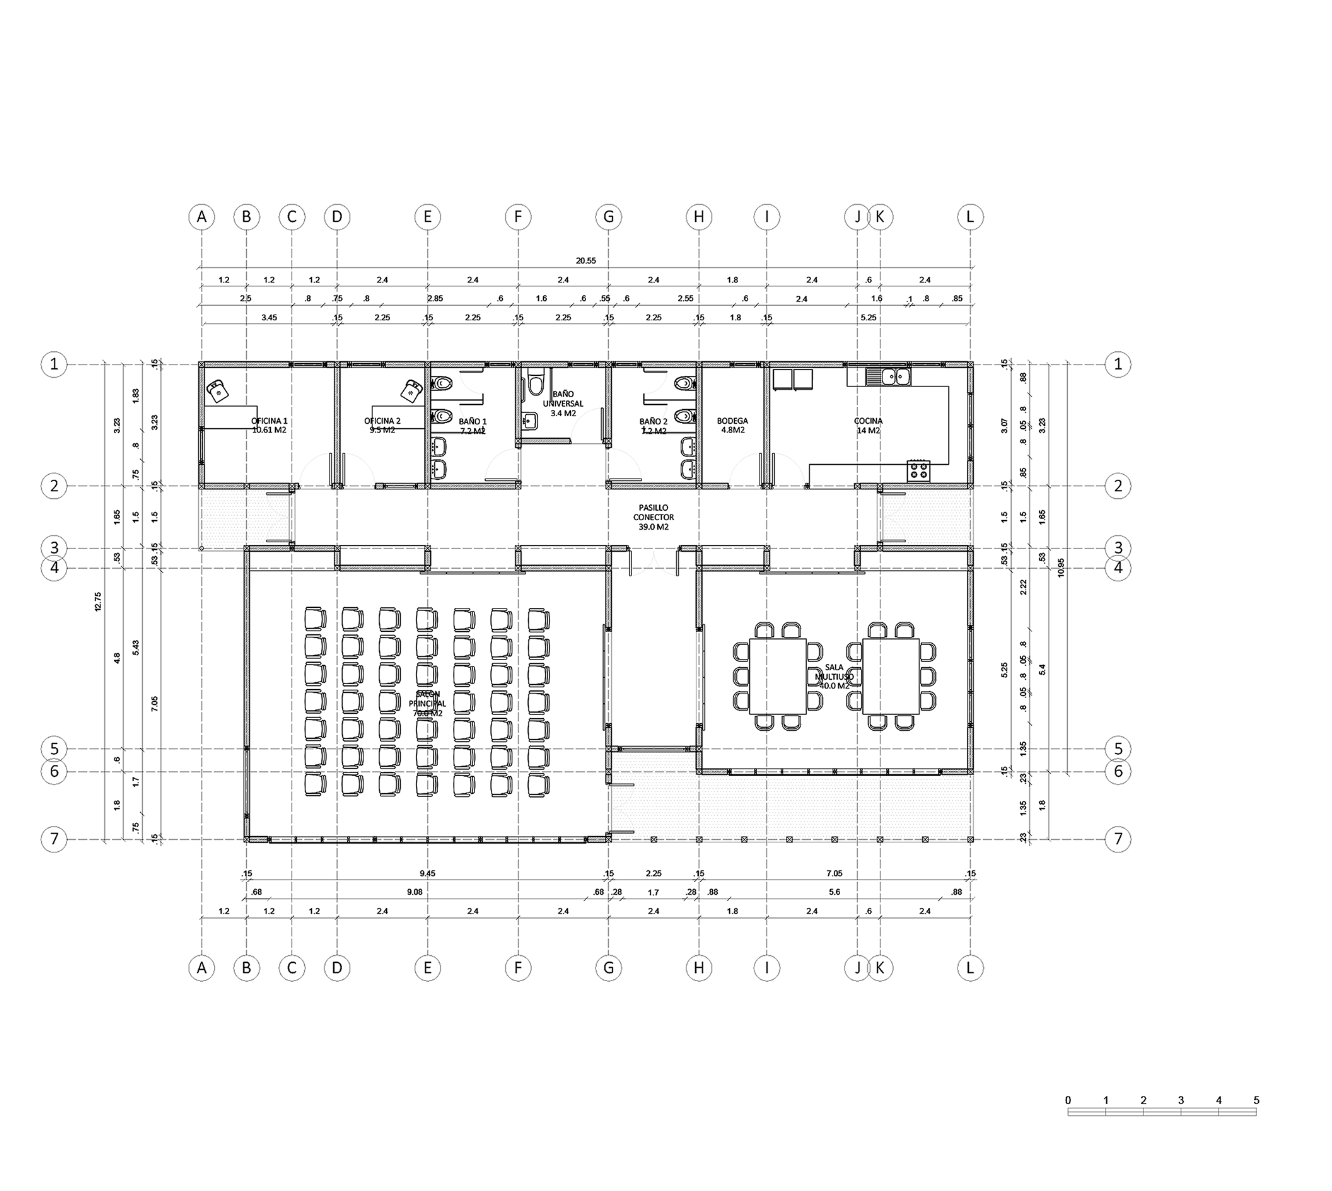 A B C D E F G H I J K L
20.55
1.2 1.2 1.2 2.4 2.4 2.4 2.4 1.8 2.4 .6 2.4
2.5 .8 .75 .8 2.85 .6 1.6 .6 .55 .6 2.55 .6 2.4 1.6 .1 .8 .85
3.45 .15 2.25 .15 2.25 .15 2.25 .15 2.25 .15 1.8 .15 5.25
1 2 3 4 5 6 7
12.75
3.23 1.65 .53 4.8 .6 1.8
1.83 .8 .75 1.5 5.43 1.7 .75
.15 3.23 .15 1.5 .15 .53 7.05 .15
OFICINA 1
10.61 M2
OFICINA 2
9.3 M2
BAÑO 1
7.2 M2
BAÑO
UNIVERSAL
3.4 M2
BAÑO 2
7.2 M2
BODEGA
4.8M2
COCINA
14 M2
PASILLO
CONECTOR
39.0 M2
SALON
PRINCIPAL
70.0 M2
SALA
MULTIUSO
40.0 M2
.15 3.07 .15 1.5 .15 .53 5.25 .15
.88 .8 .05 .8 .85 1.5 2.22 .8 .05 .8 .05 .8 1.35 .23 1.35 .23
3.23 1.65 .53 5.4 1.8
10.95
1 2 3 4 5 6 7
.15 9.45 .15 2.25 .15 7.05 .15
.68 9.08 .68 .28 1.7 .28 .88 5.6 .88
1.2 1.2 1.2 2.4 2.4 2.4 2.4 1.8 2.4 .6 2.4
A B C D E F G H I J K L
0 1 2 3 4 5